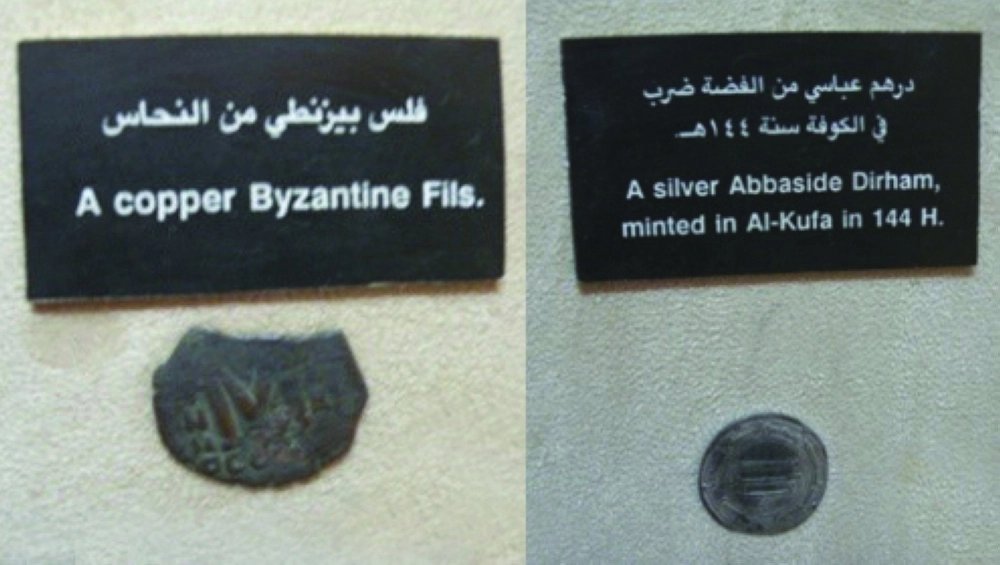 فلس بيزنطي من النحاس
A copper Byzantine Fils.
درهم عباسي من الفضة ضرب
في الكوفة سنة ١٤٤هـ.
A silver Abbaside Dirham,
minted in Al-Kufa in 144 H.